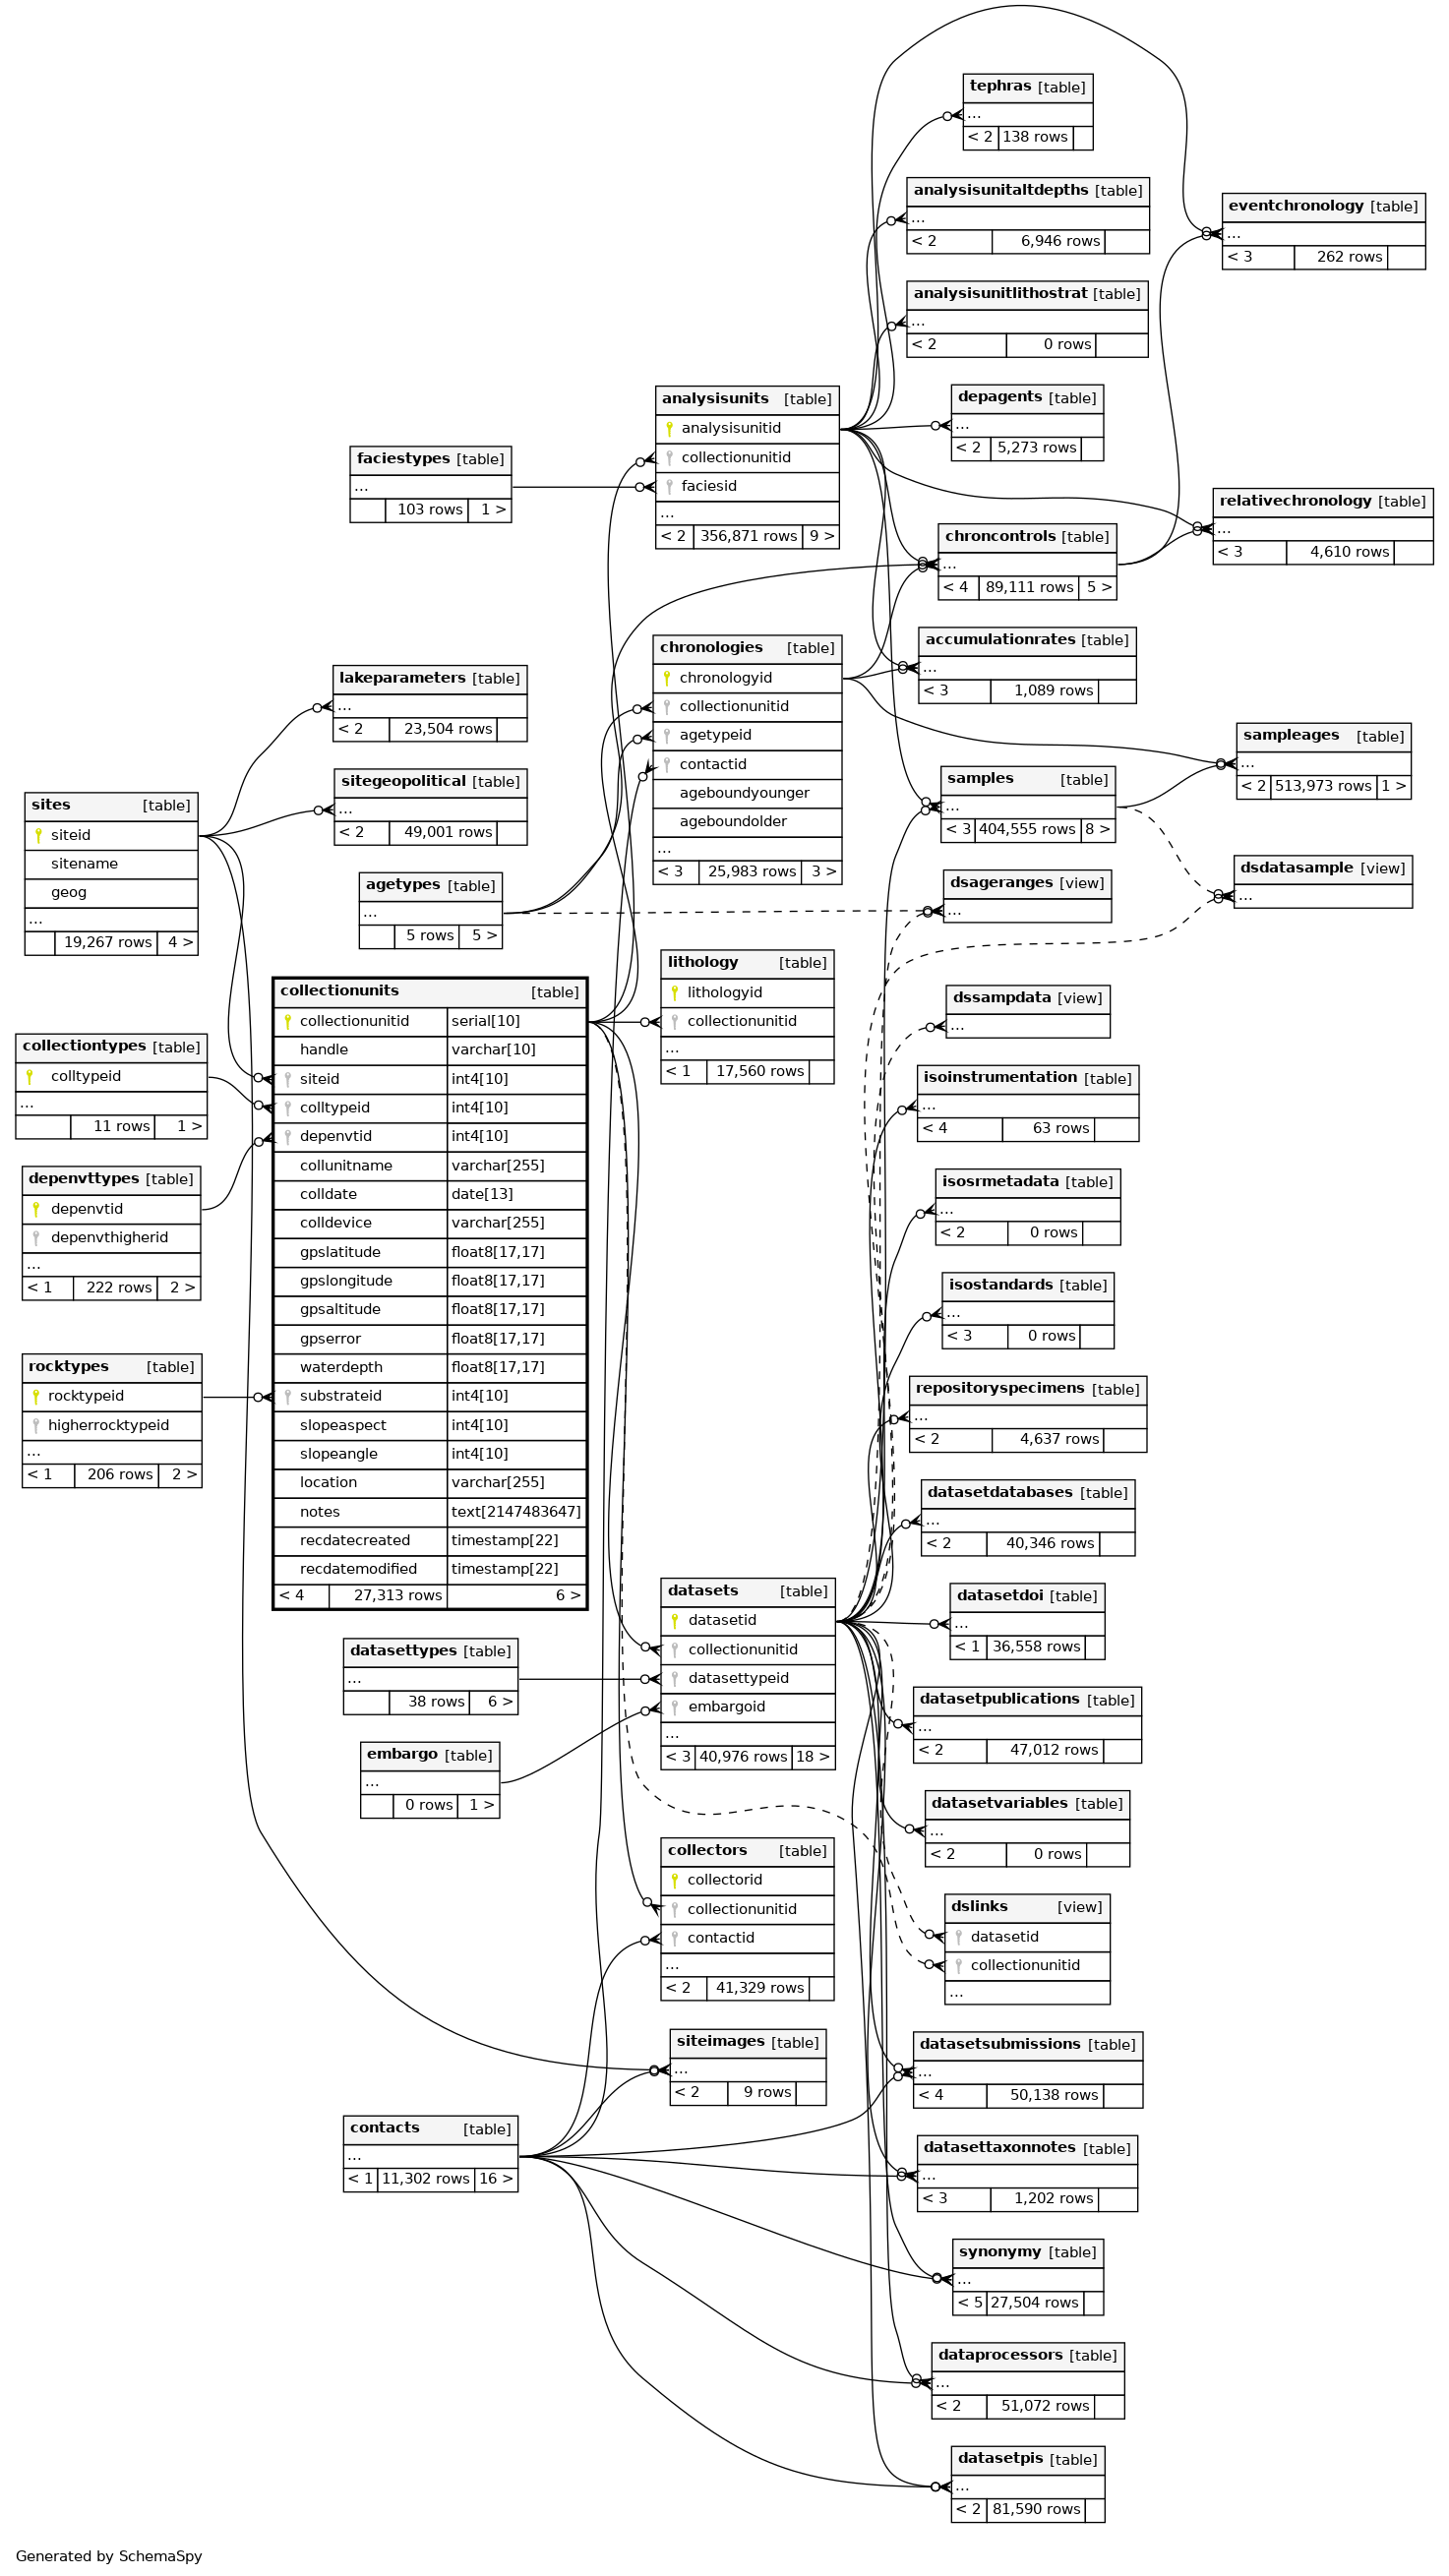 tephras [table]
...
< 2 138 rows
analysisunitaltdepths [table]
...
< 2 6,946 rows
eventchronology [table]
...
< 3 262 rows
analysisunitlithostrat [table]
...
< 2 0 rows
analysisunits [table]
analysisunitid
collectionunitid
faciesid
...
< 2 356,871 rows 9 >
depagents [table]
...
< 2 5,273 rows
faciestypes [table]
...
103 rows 1 >
relativechronology [table]
...
< 3 4,610 rows
chroncontrols [table]
...
< 4 89,111 rows 5 >
chronologies [table]
chronologyid
collectionunitid
agetypeid
contactid
ageboundyounger
ageboundolder
...
< 3 25,983 rows 3 >
accumulationrates [table]
...
< 3 1,089 rows
lakeparameters [table]
...
< 2 23,504 rows
sampleages [table]
...
< 2 513,973 rows 1 >
samples [table]
...
< 3 404,555 rows 8 >
sitegeopolitical [table]
...
< 2 49,001 rows
sites [table]
siteid
sitename
geog
...
19,267 rows 4 >
dsdatasample [view]
...
agetypes [table]
...
5 rows 5 >
dsageranges [view]
...
lithology [table]
lithologyid
collectionunitid
...
< 1 17,560 rows
collectionunits [table]
collectionunitid serial[10]
handle varchar[10]
siteid int4[10]
colltypeid int4[10]
depenvtid int4[10]
collunitname varchar[255]
colldate date[13]
colldevice varchar[255]
gpslatitude float8[17,17]
gpslongitude float8[17,17]
gpsaltitude float8[17,17]
gpserror float8[17,17]
waterdepth float8[17,17]
substrateid int4[10]
slopeaspect int4[10]
slopeangle int4[10]
location varchar[255]
notes text[2147483647]
recdatecreated timestamp[22]
recdatemodified timestamp[22]
< 4 27,313 rows 6 >
dssampdata [view]
...
collectiontypes [table]
colltypeid
...
11 rows 1 >
isoinstrumentation [table]
...
< 4 63 rows
depenvttypes [table]
depenvtid
depenvthigherid
...
< 1 222 rows 2 >
isosrmetadata [table]
...
< 2 0 rows
isostandards [table]
...
< 3 0 rows
rocktypes [table]
rocktypeid
higherrocktypeid
...
< 1 206 rows 2 >
repositoryspecimens [table]
...
< 2 4,637 rows
datasetdatabases [table]
...
< 2 40,346 rows
datasets [table]
datasetid
collectionunitid
datasettypeid
embargoid
...
< 3 40,976 rows 18 >
datasetdoi [table]
...
< 1 36,558 rows
datasettypes [table]
...
38 rows 6 >
datasetpublications [table]
...
< 2 47,012 rows
embargo [table]
...
0 rows 1 >
datasetvariables [table]
...
< 2 0 rows
collectors [table]
collectorid
collectionunitid
contactid
...
< 2 41,329 rows
dslinks [view]
datasetid
collectionunitid
...
siteimages [table]
...
< 2 9 rows
datasetsubmissions [table]
...
< 4 50,138 rows
contacts [table]
...
< 1 11,302 rows 16 >
datasettaxonnotes [table]
...
< 3 1,202 rows
synonymy [table]
...
< 5 27,504 rows
dataprocessors [table]
...
< 2 51,072 rows
datasetpis [table]
...
< 2 81,590 rows
Generated by SchemaSpy